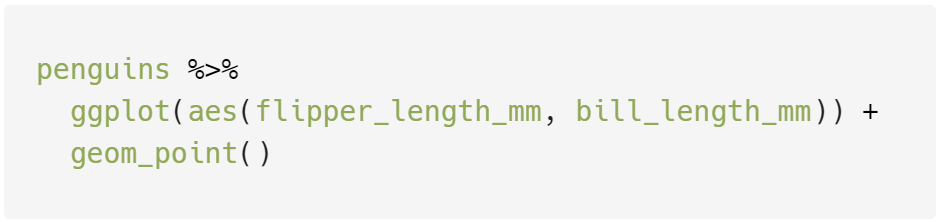 penguins %>%
  ggplot(aes(flipper_length_mm, bill_length_mm)) +
  geom_point()